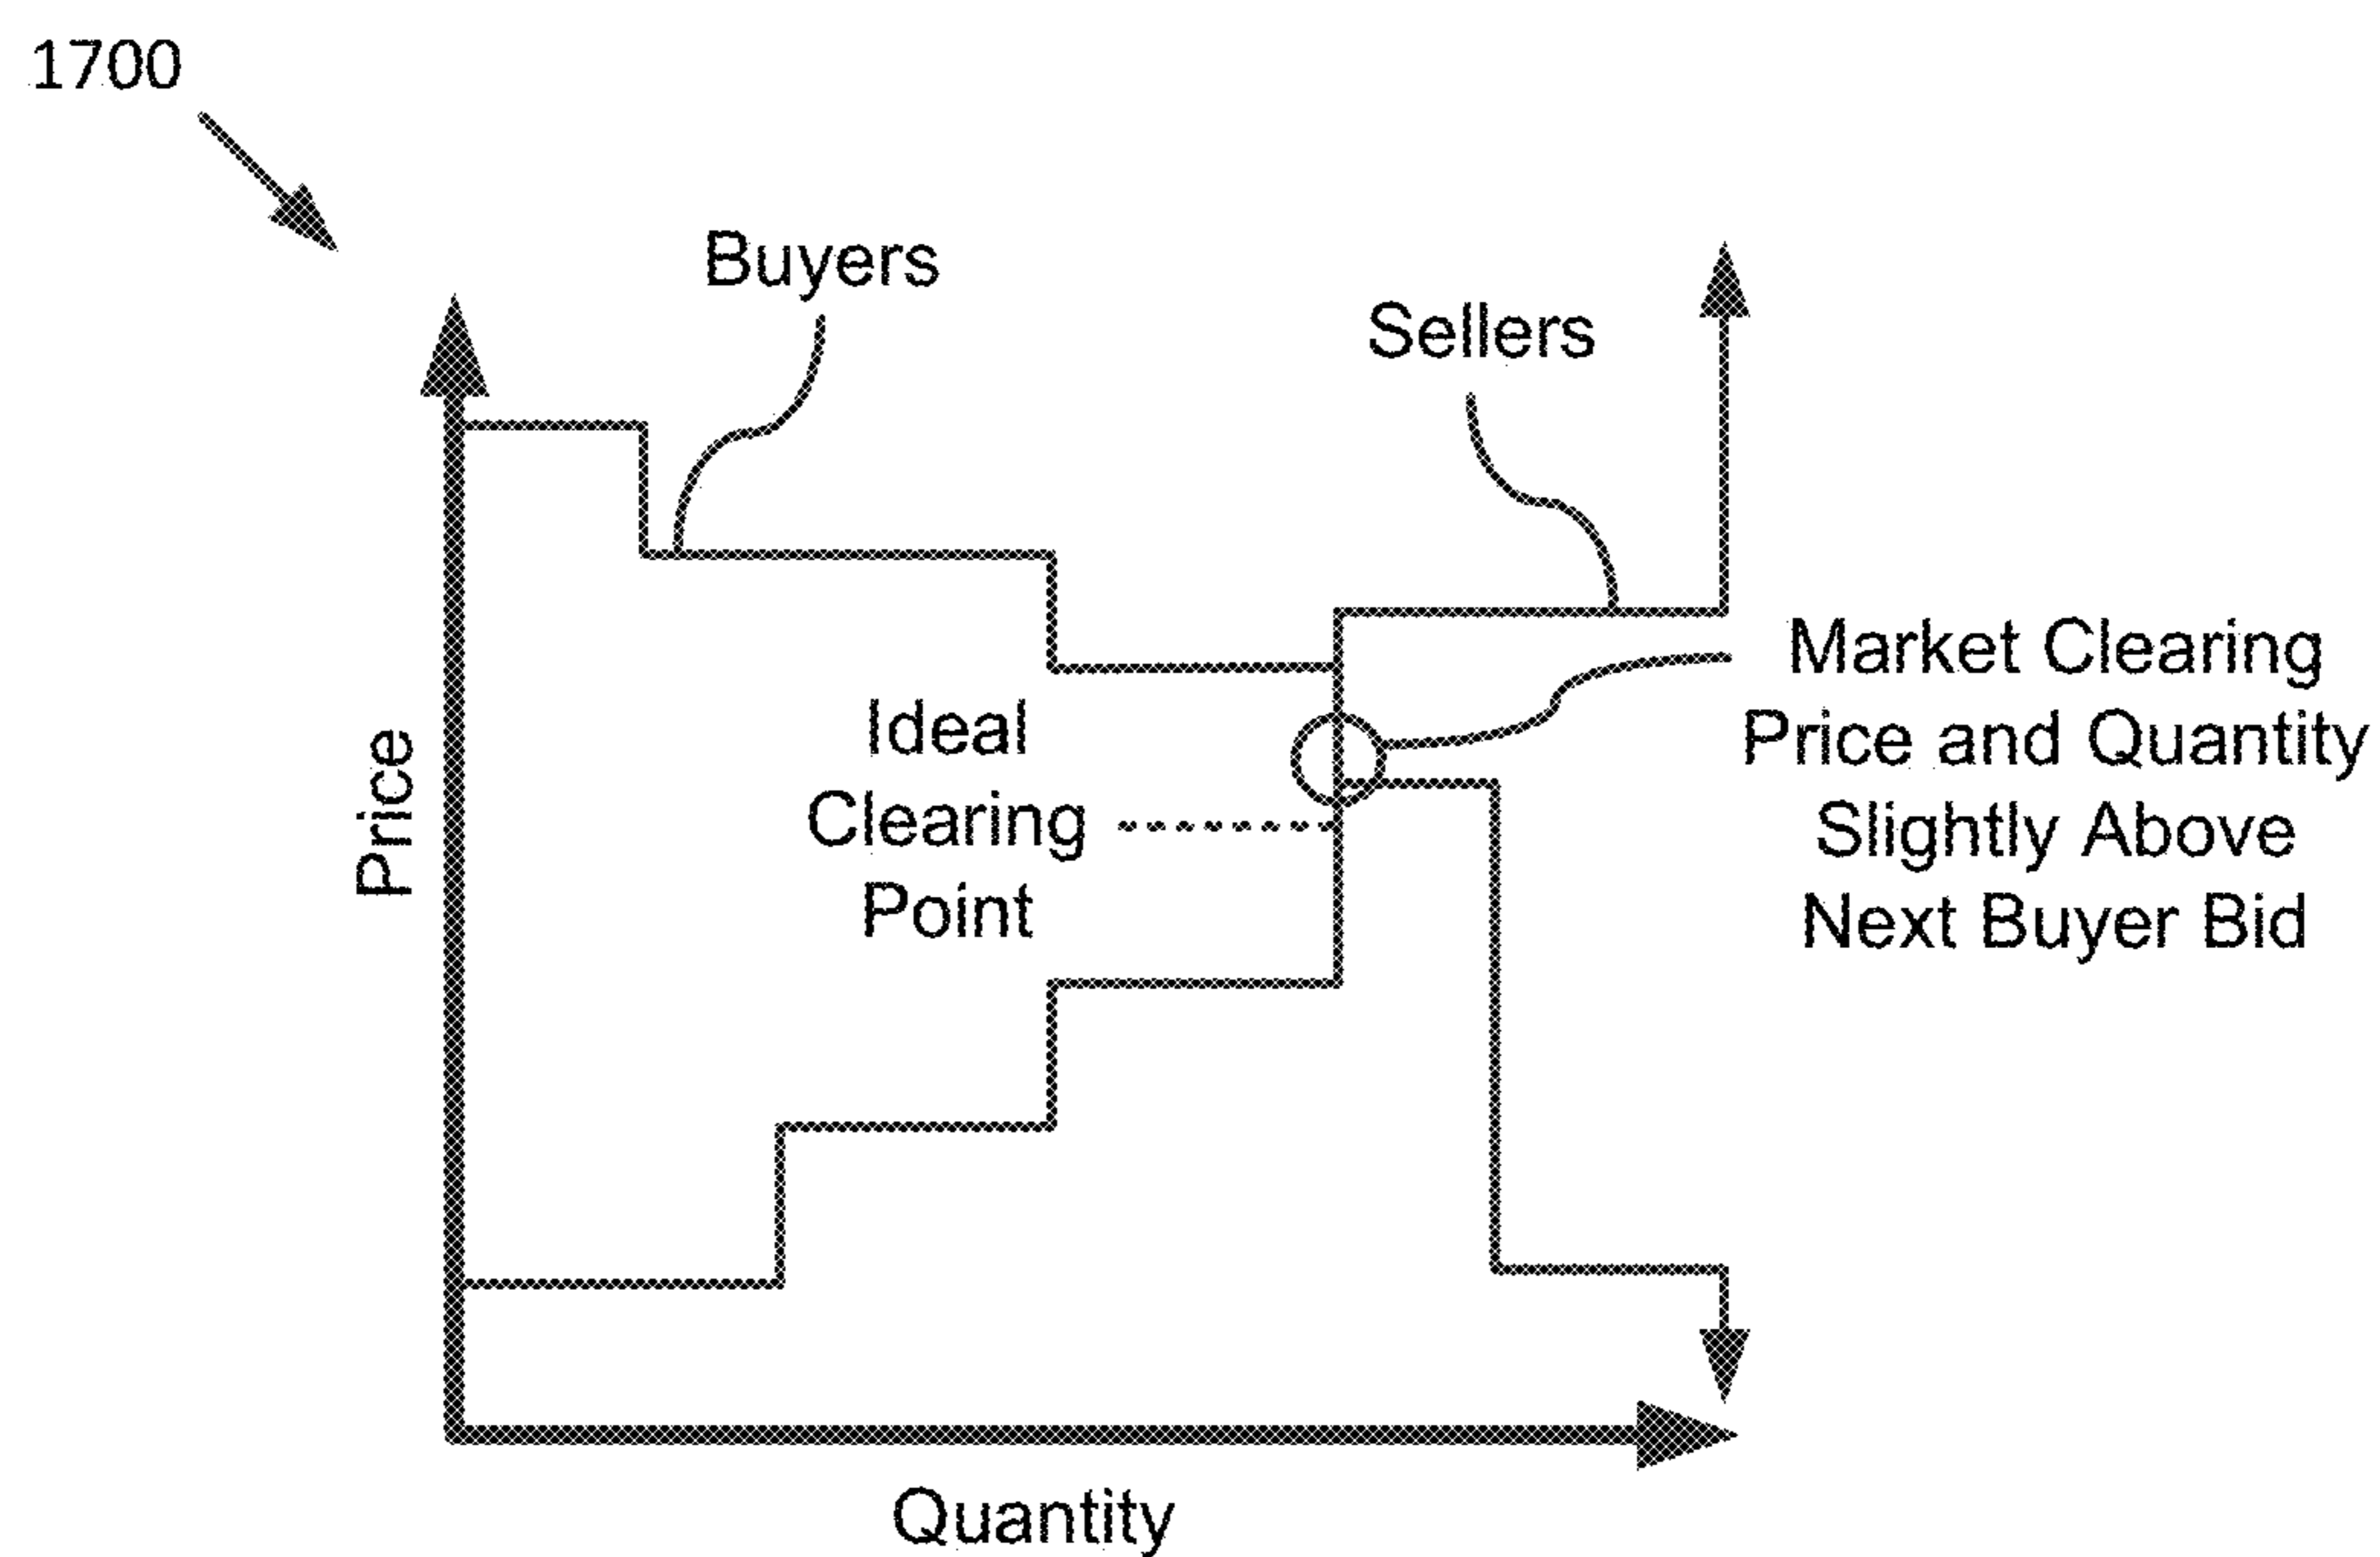 1700
Buyers
Sellers
Market Clearing
Price and Quantity
Slightly Above
Next Buyer Bid
Ideal
Clearing
Point
Price
Quantity